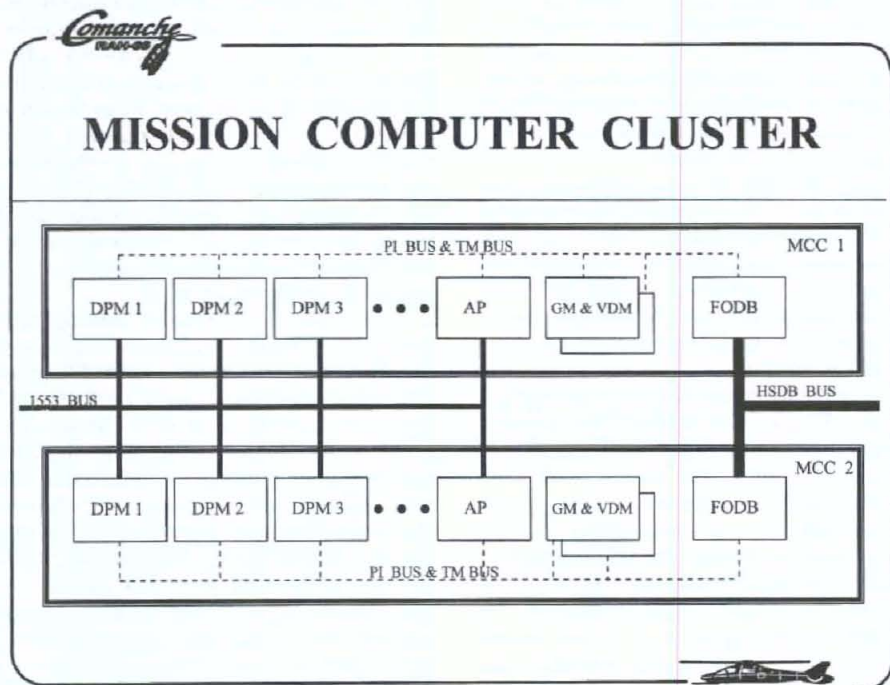 Comanche
RAH-66
MISSION COMPUTER CLUSTER
PI BUS & TM BUS
MCC 1
DPM 1
DPM 2
DPM 3
• • •
AP
GM & VDM
FODB
1553 BUS
HSDB BUS
MCC 2
DPM 1
DPM 2
DPM 3
• • •
AP
GM & VDM
FODB
PI BUS & TM BUS